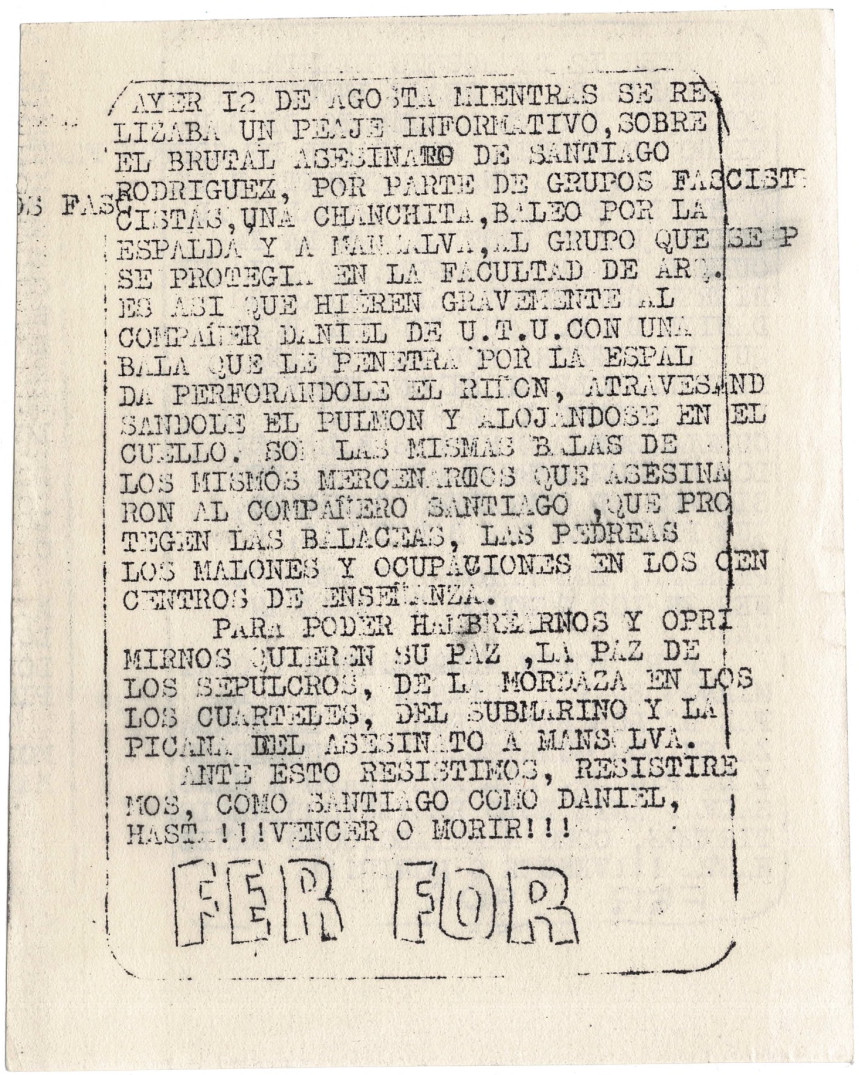 AYER I2 DE AGOSTA MIENTRAS SE REA
LIZABA UN PEAJE INFORMATIVO,SOBRE
EL BRUTAL ASESINATO DE SANTIAGO
RODRIGUEZ, POR PARTE DE GRUPOS FASCIST
OS FASCCISTAS,UNA CHANCHITA,BALEO POR LA
ESPALDA Y A MANSALVA,AL GRUPO QUE SE P
SE PROTEGIA EN LA FACULTAD DE ARQ.
ES ASI QUE HIEREN GRAVEMENTE AL
COMPAÑER DANIEL DE U.T.U.CON UNA
BALA QUE LE PENETRA POR LA ESPAL
DA PERFORANDOLE EL RIÑON, ATRAVESAND
SANDOLE EL PULMON Y ALOJANDOSE EN EL
CUELLO. SON LAS MISMAS BALAS DE
LOS MISMOS QUE ASESINA
RON AL COMPAÑERO SANTIAGO ,QUE PRO
TEGEN LAS BALACEAS, LAS PEDREAS
LOS MALONES Y OCUPACIONES EN LOS CEN
CENTROS DE ENSEÑANZA.
PARA PODER Y OPRI
MIRNOS QUIEREN SU PAZ ,LA PAZ DE
LOS SEPULCROS, DE LA MORDAZA EN LOS
LOS CUARTELES, DEL SUBMARINO Y LA
PICANA DEL ASESINATO A MANSALVA.
ANTE ESTO RESISTIMOS, RESISTIRE
MOS, COMO SANTIAGO COMO DANIEL,
HASTA!!!VENCER O MORIR!!!
FER FOR